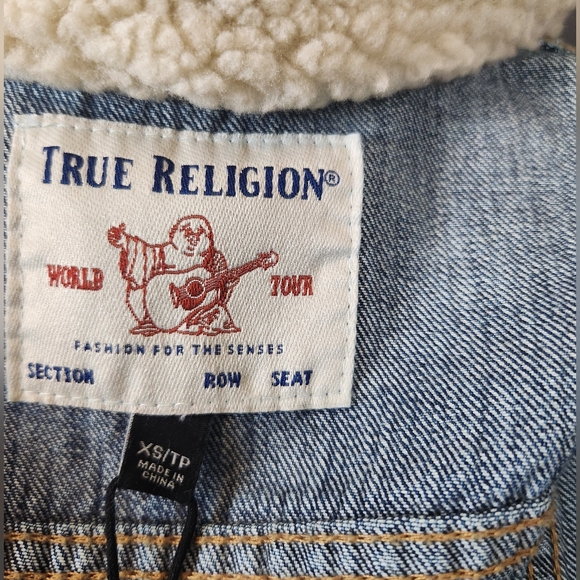 TRUE RELIGION®
WORLD TOUR
FASHION FOR THE SENSES
SECTION ROW SEAT
XS/TP
MADE IN
CHINA